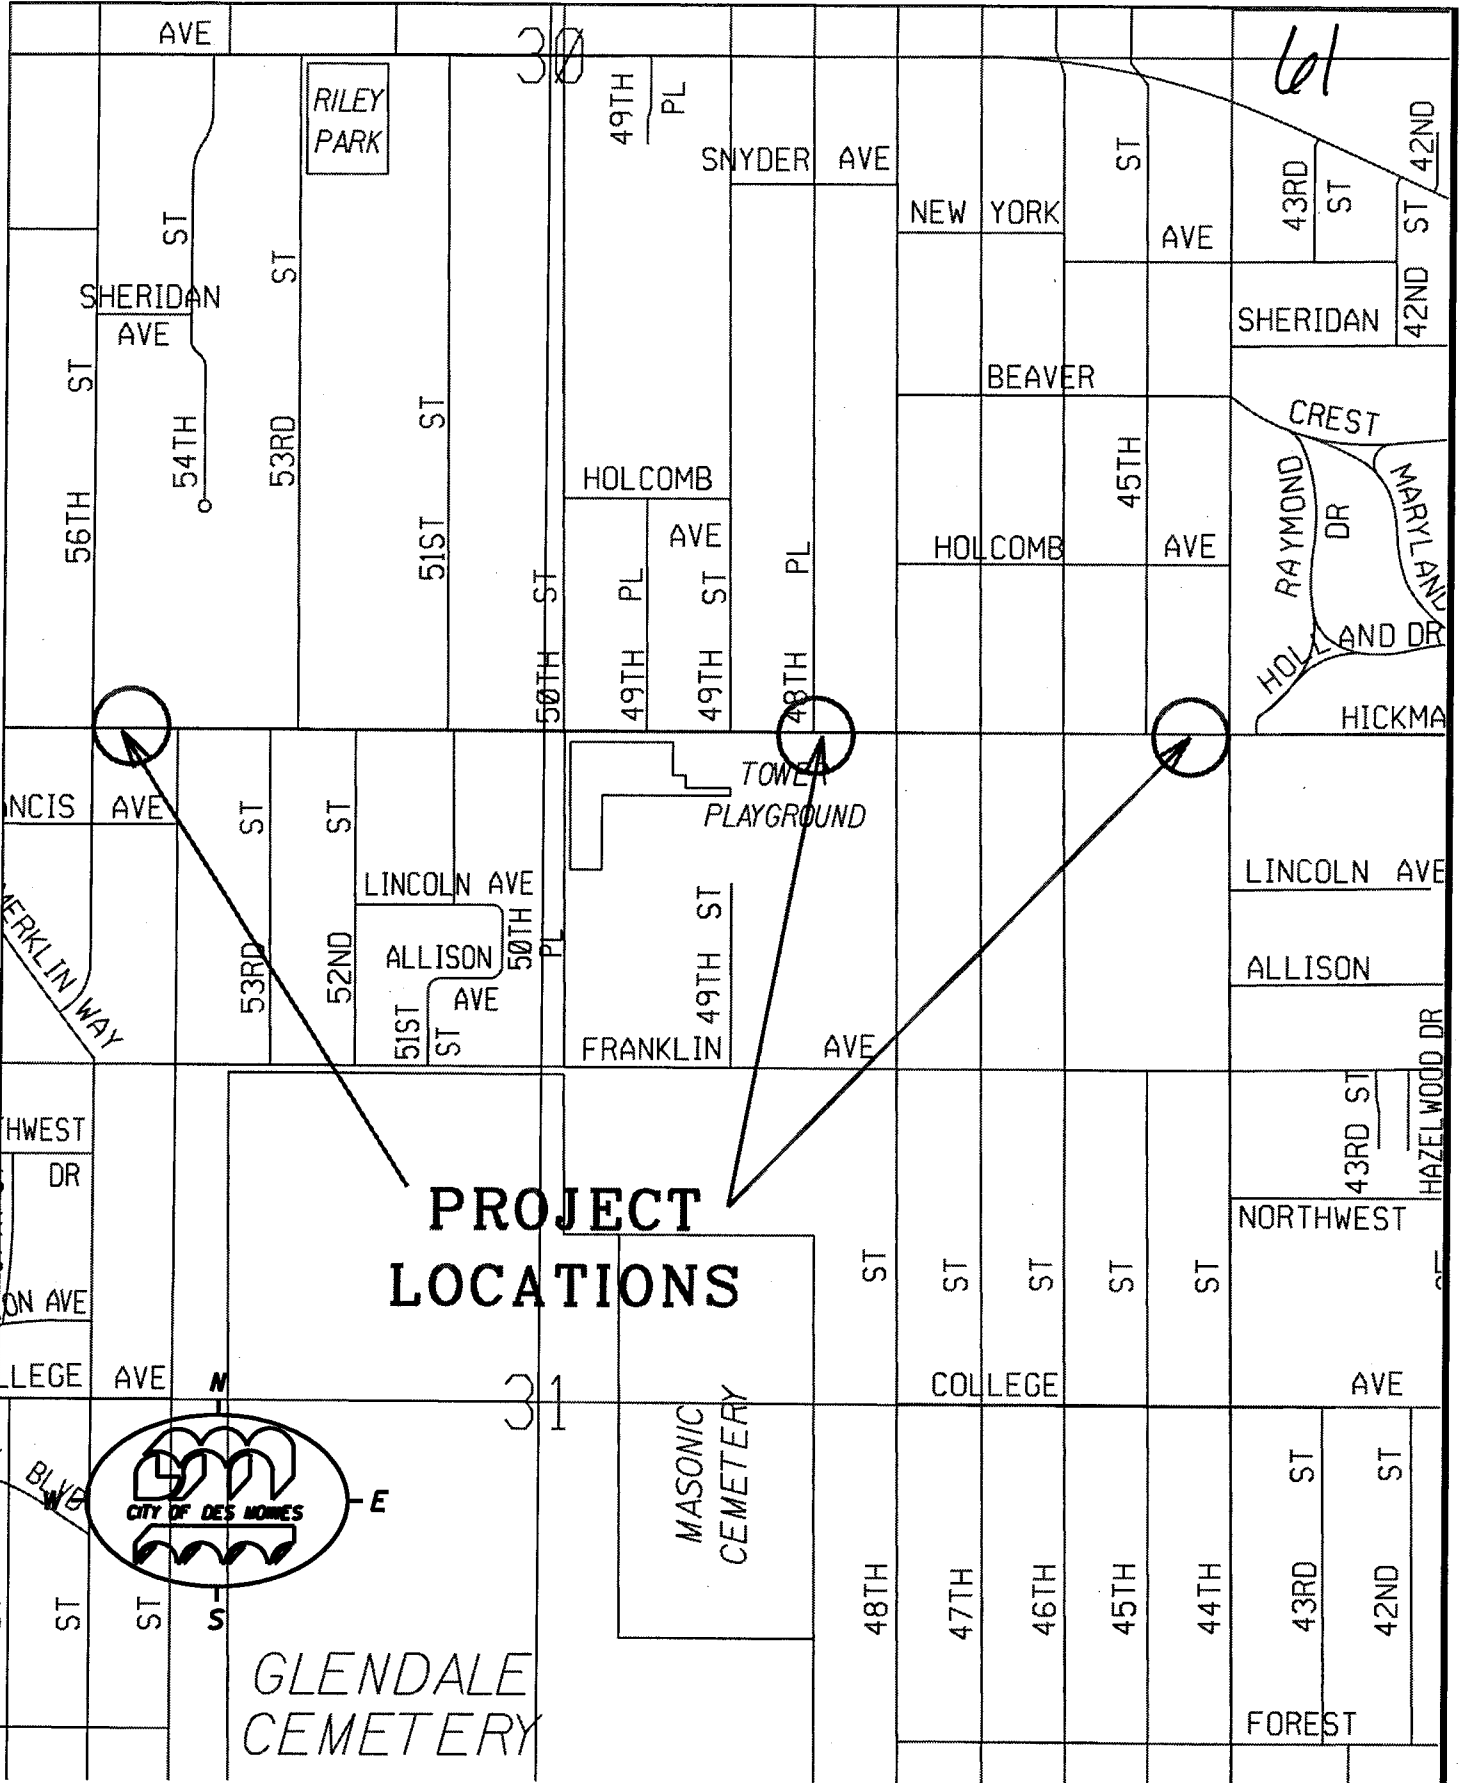 AVE
30
61
RILEY
PARK
49TH
PL
SNYDER AVE
ST
43RD
ST
42ND
ST
NEW YORK
AVE
ST
ST
SHERIDAN
AVE
SHERIDAN
42ND
ST
56TH
54TH
53RD
ST
51ST
BEAVER
CREST
45TH
RAYMOND
DR
MARYLAND
HOLCOMB
AVE
HOLCOMB AVE
ST
50TH
PL
49TH
ST
49TH
PL
48TH
HOLLAND DR
HICKMA
TOWER
PLAYGROUND
NCIS AVE
ST
53RD
ST
52ND
LINCOLN AVE
50TH
PL
ALLISON
AVE
51ST
ST
49TH ST
LINCOLN AVE
ALLISON
MERKLIN WAY
FRANKLIN AVE
43RD ST
HAZELWOOD DR
HWEST
DR
PROJECT
LOCATIONS
NORTHWEST
ST
ST
ST
ST
ST
ON AVE
LLEGE AVE
N
31
COLLEGE AVE
MASONIC
CEMETERY
BLVD
W
E
CITY OF DES MOINES
S
ST
ST
ST
ST
48TH
47TH
46TH
45TH
44TH
43RD
42ND
GLENDALE
CEMETERY
FOREST